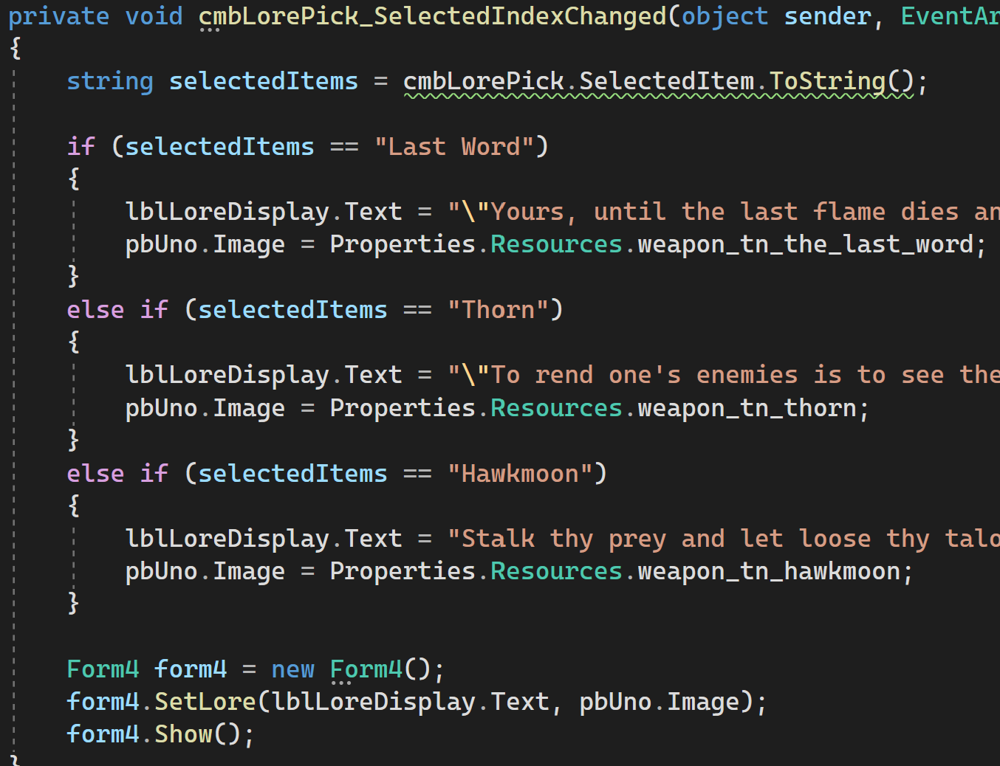 private void cmbLorePick_SelectedIndexChanged(object sender, EventAr
{
string selectedItems = cmbLorePick.SelectedItem.ToString();
if (selectedItems == "Last Word")
{
lblLoreDisplay.Text = "\"Yours, until the last flame dies an
pbUno.Image = Properties.Resources.weapon_tn_the_last_word;
}
else if (selectedItems == "Thorn")
{
lblLoreDisplay.Text = "\"To rend one's enemies is to see the
pbUno.Image = Properties.Resources.weapon_tn_thorn;
}
else if (selectedItems == "Hawkmoon")
{
lblLoreDisplay.Text = "Stalk thy prey and let loose thy talo
pbUno.Image = Properties.Resources.weapon_tn_hawkmoon;
}
Form4 form4 = new Form4();
form4.SetLore(lblLoreDisplay.Text, pbUno.Image);
form4.Show();
}